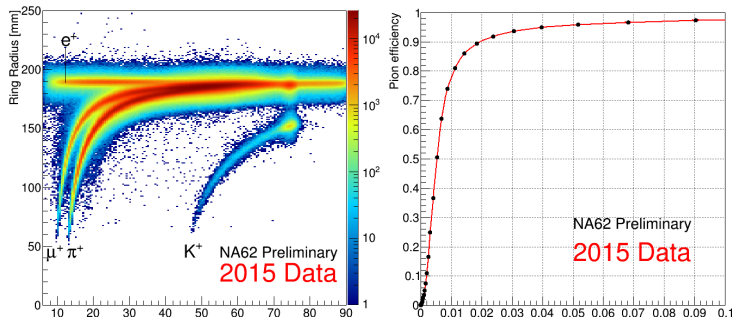 250
200
150
100
50
0
Ring Radius [mm]
e+
μ+ π+ K+
NA62 Preliminary
2015 Data
10 20 30 40 50 60 70 80 90
10⁴
10³
10²
10
1
Pion efficiency
1
0.9
0.8
0.7
0.6
0.5
0.4
0.3
0.2
0.1
0
NA62 Preliminary
2015 Data
0 0.01 0.02 0.03 0.04 0.05 0.06 0.07 0.08 0.09 0.1